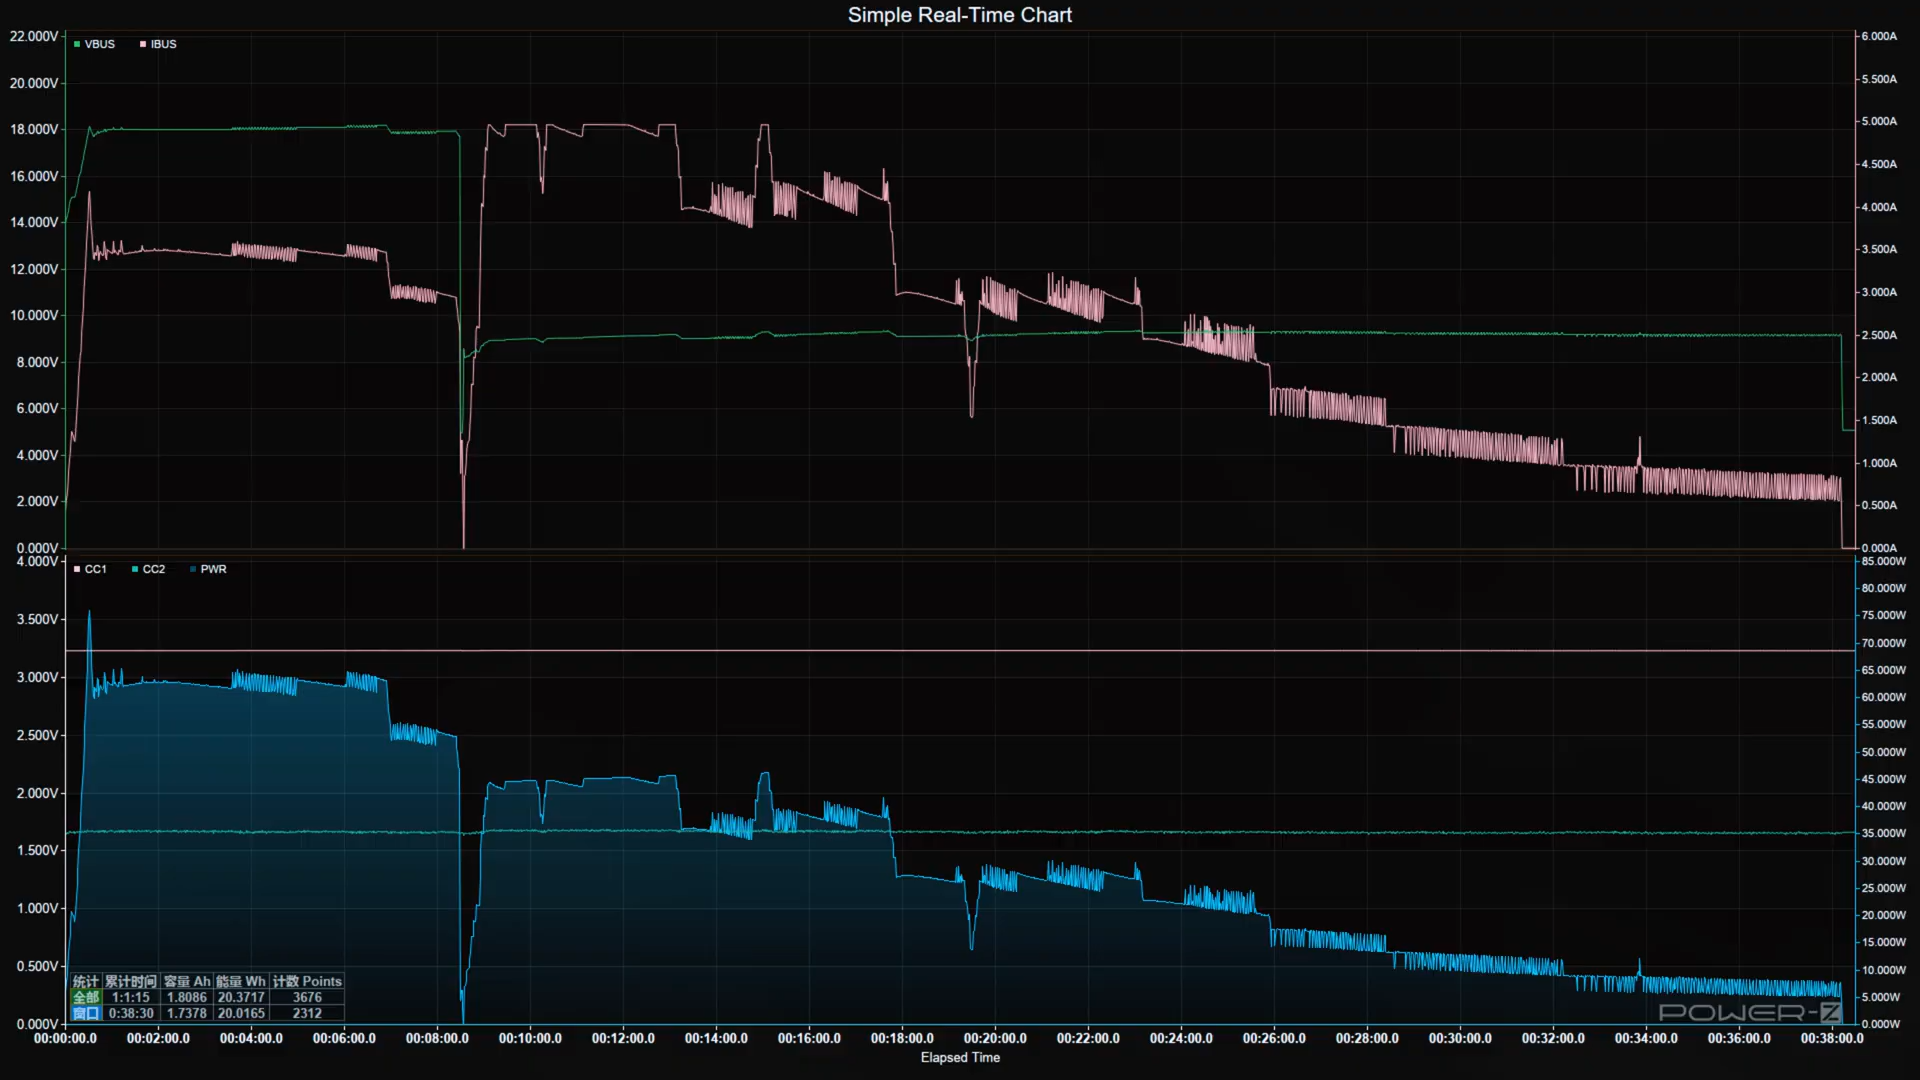 Simple Real-Time Chart
VBUS IBUS
22.000V
20.000V
18.000V
16.000V
14.000V
12.000V
10.000V
8.000V
6.000V
4.000V
2.000V
0.000V
6.000A
5.500A
5.000A
4.500A
4.000A
3.500A
3.000A
2.500A
2.000A
1.500A
1.000A
0.500A
0.000A
CC1 CC2 PWR
4.000V
3.500V
3.000V
2.500V
2.000V
1.500V
1.000V
0.500V
0.000V
85.000W
80.000W
75.000W
70.000W
65.000W
60.000W
55.000W
50.000W
45.000W
40.000W
35.000W
30.000W
25.000W
20.000W
15.000W
10.000W
5.000W
0.000W
统计 累计时间 容量 Ah 能量 Wh 计数 Points
全部 1:1:15 1.8086 20.3717 3676
窗口 0:38:30 1.7378 20.0165 2312
POWER-Z
00:00:00.0 00:02:00.0 00:04:00.0 00:06:00.0 00:08:00.0 00:10:00.0 00:12:00.0 00:14:00.0 00:16:00.0 00:18:00.0 00:20:00.0 00:22:00.0 00:24:00.0 00:26:00.0 00:28:00.0 00:30:00.0 00:32:00.0 00:34:00.0 00:36:00.0 00:38:00.0
Elapsed Time